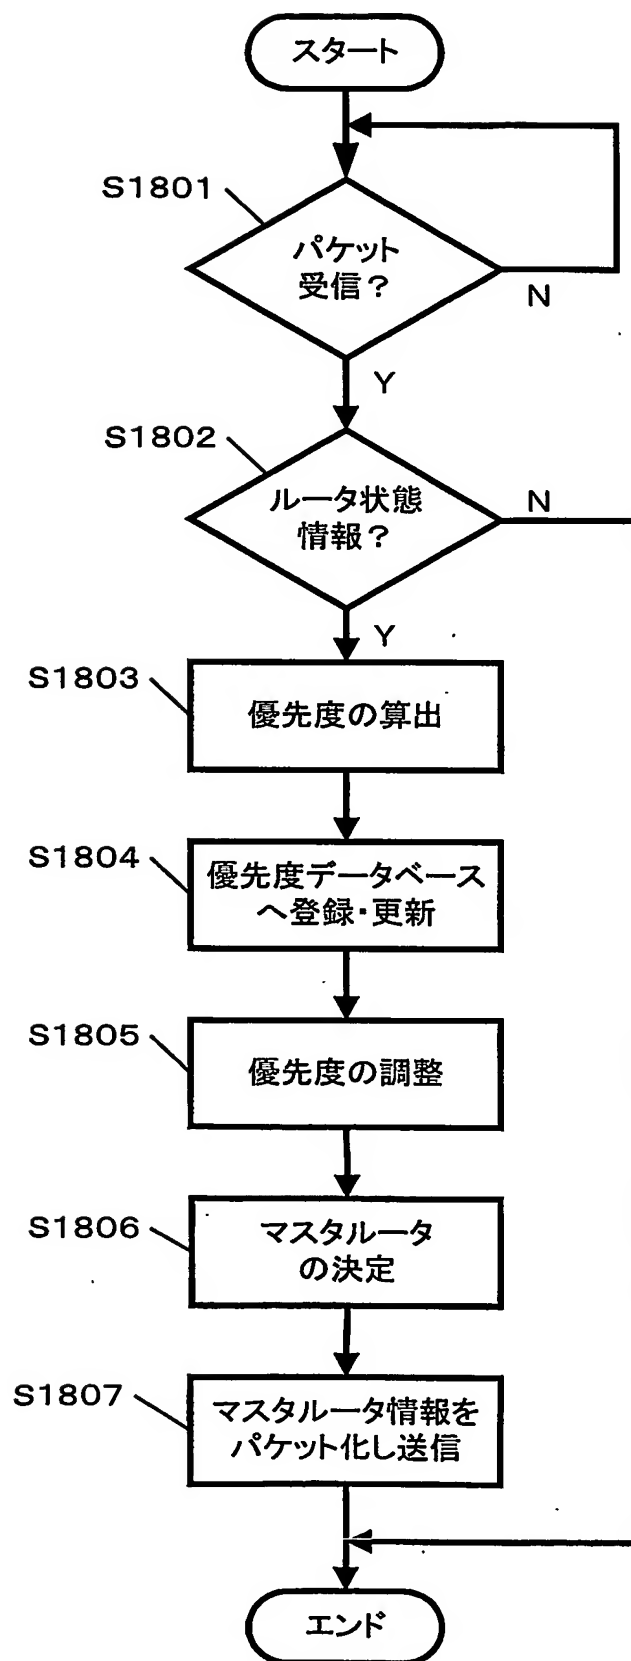 スタート
S1801
パケット
受信?
N
Y
S1802
ルータ状態
情報?
N
Y
S1803
優先度の算出
S1804
優先度データベース
へ登録・更新
S1805
優先度の調整
S1806
マスタルータ
の決定
S1807
マスタルータ情報を
パケット化し送信
エンド